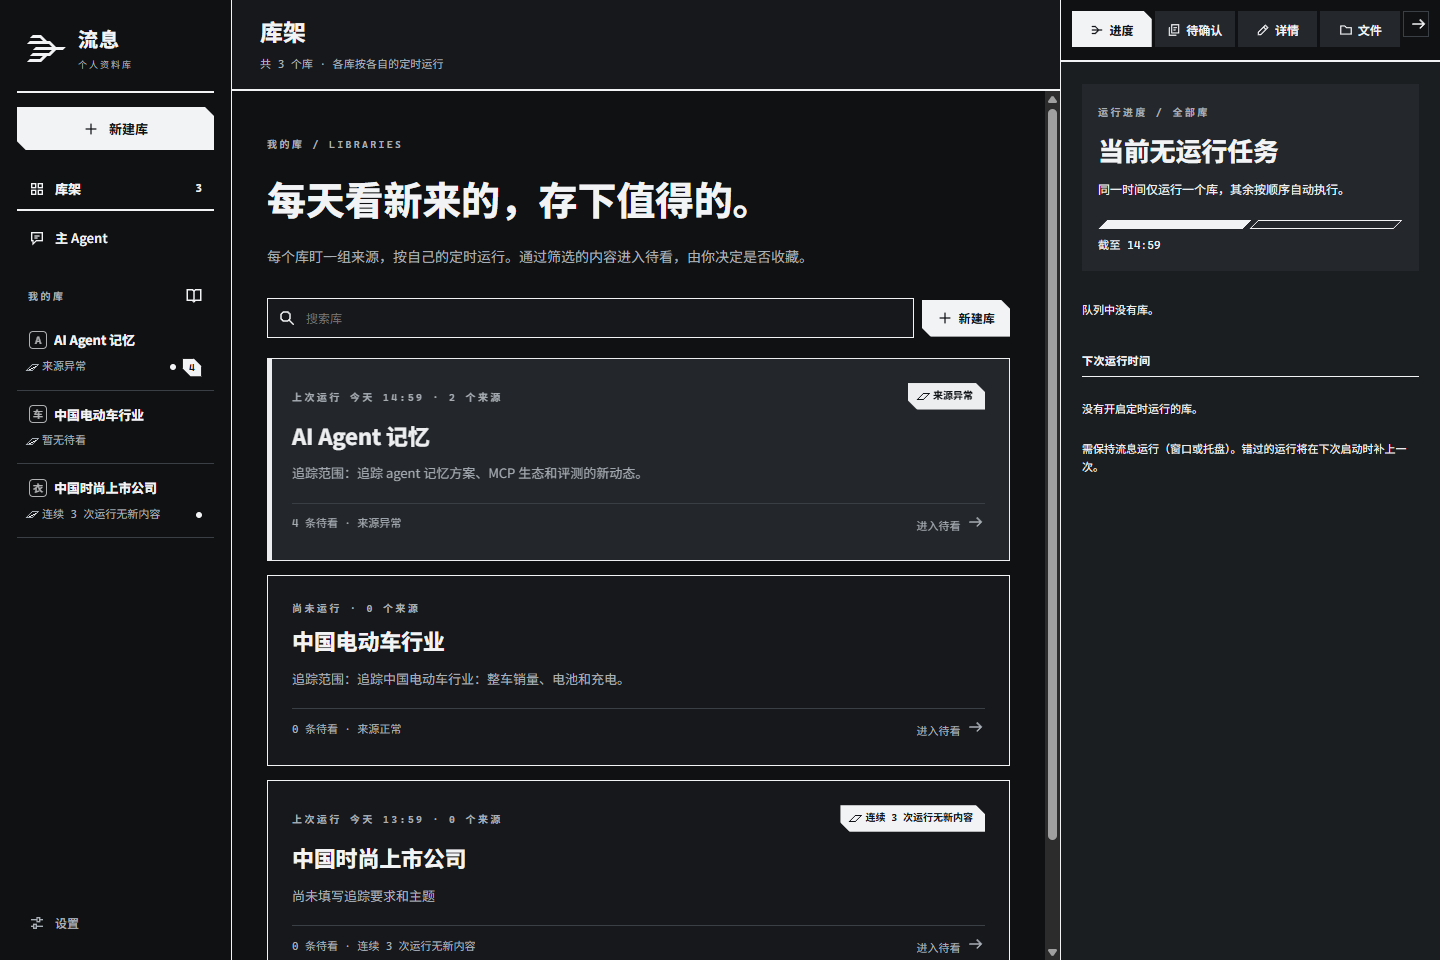 流息
个人资料库
新建库
库架 3
主 Agent
我的库
A AI Agent 记忆
来源异常 4
车 中国电动车行业
暂无待看
衣 中国时尚上市公司
连续 3 次运行无新内容
设置
库架
共 3 个库 · 各库按各自的定时运行
我的库 / LIBRARIES
每天看新来的，存下值得的。
每个库盯一组来源，按自己的定时运行。通过筛选的内容进入待看，由你决定是否收藏。
搜索库
新建库
上次运行 今天 14:59 · 2 个来源
来源异常
AI Agent 记忆
追踪范围：追踪 agent 记忆方案、MCP 生态和评测的新动态。
4 条待看 · 来源异常
进入待看
尚未运行 · 0 个来源
中国电动车行业
追踪范围：追踪中国电动车行业：整车销量、电池和充电。
0 条待看 · 来源正常
进入待看
上次运行 今天 13:59 · 0 个来源
连续 3 次运行无新内容
中国时尚上市公司
尚未填写追踪要求和主题
0 条待看 · 连续 3 次运行无新内容
进入待看
进度
待确认
详情
文件
运行进度 / 全部库
当前无运行任务
同一时间仅运行一个库，其余按顺序自动执行。
截至 14:59
队列中没有库。
下次运行时间
没有开启定时运行的库。
需保持流息运行（窗口或托盘）。错过的运行将在下次启动时补上一
次。